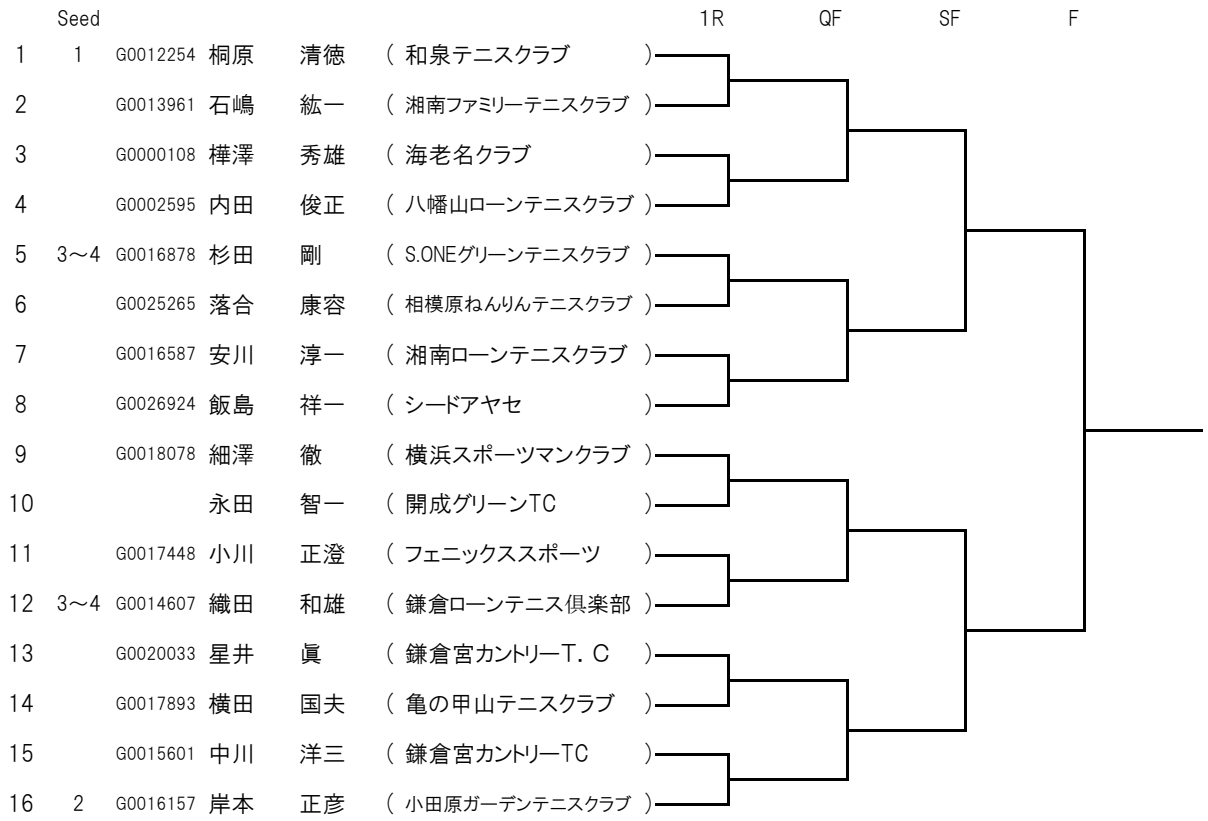 Seed 1R QF SF F
1 1 G0012254 桐原 清徳 ( 和泉テニスクラブ )
2 G0013961 石嶋 紘一 ( 湘南ファミリーテニスクラブ )
3 G0000108 樺澤 秀雄 ( 海老名クラブ )
4 G0002595 内田 俊正 ( 八幡山ローンテニスクラブ )
5 3～4 G0016878 杉田 剛 ( S.ONEグリーンテニスクラブ )
6 G0025265 落合 康容 ( 相模原ねんりんテニスクラブ )
7 G0016587 安川 淳一 ( 湘南ローンテニスクラブ )
8 G0026924 飯島 祥一 ( シードアヤセ )
9 G0018078 細澤 徹 ( 横浜スポーツマンクラブ )
10 永田 智一 ( 開成グリーンTC )
11 G0017448 小川 正澄 ( フェニックススポーツ )
12 3～4 G0014607 織田 和雄 ( 鎌倉ローンテニス倶楽部 )
13 G0020033 星井 眞 ( 鎌倉宮カントリーT．C )
14 G0017893 横田 国夫 ( 亀の甲山テニスクラブ )
15 G0015601 中川 洋三 ( 鎌倉宮カントリーTC )
16 2 G0016157 岸本 正彦 ( 小田原ガーデンテニスクラブ )